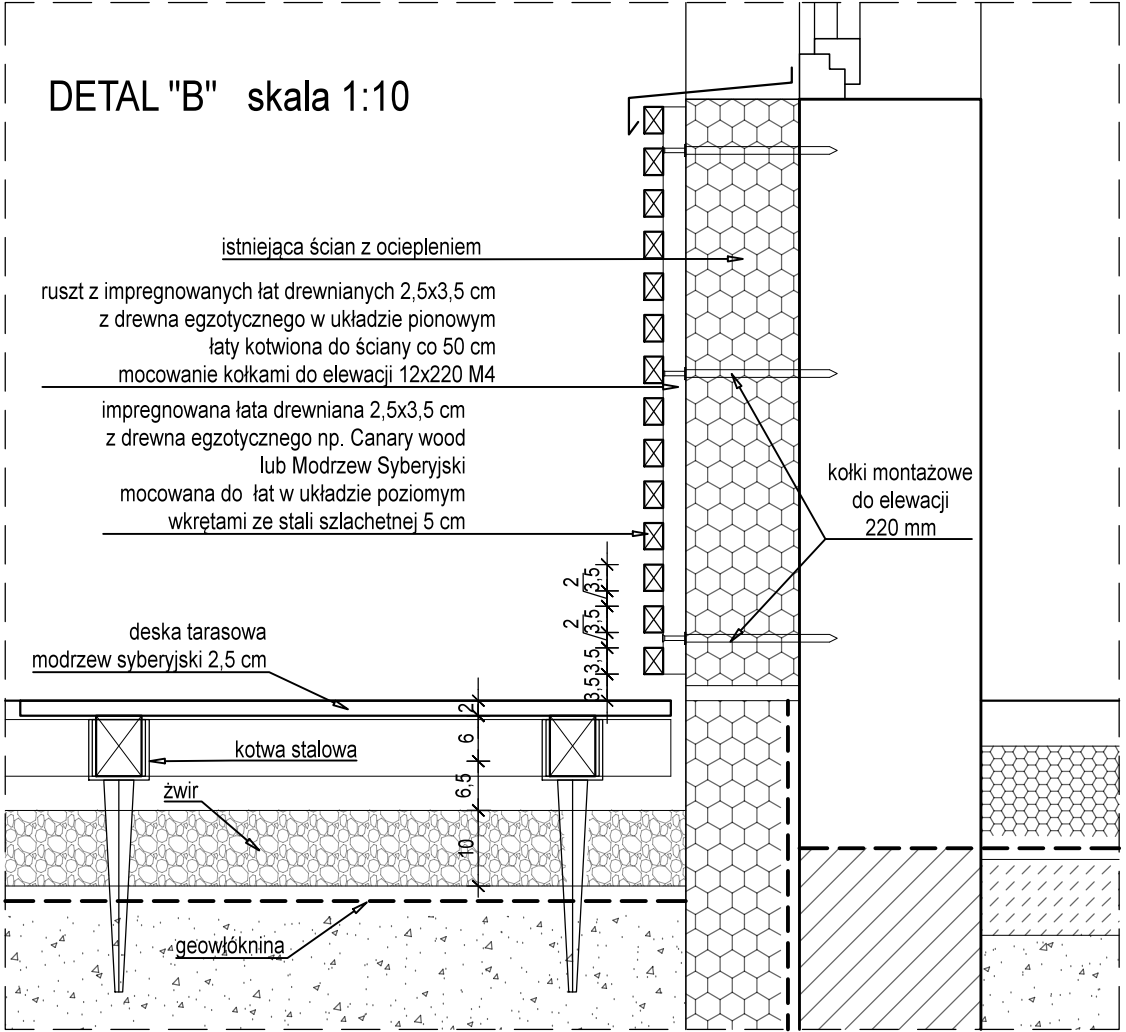 DETAL "B" skala 1:10
istniejąca ścian z ociepleniem
ruszt z impregnowanych łat drewnianych 2,5x3,5 cm
z drewna egzotycznego w układzie pionowym
łaty kotwiona do ściany co 50 cm
mocowanie kołkami do elewacji 12x220 M4
impregnowana łata drewniana 2,5x3,5 cm
z drewna egzotycznego np. Canary wood
lub Modrzew Syberyjski
mocowana do łat w układzie poziomym
wkrętami ze stali szlachetnej 5 cm
kołki montażowe
do elewacji
220 mm
2
3,5
2
3,5
3,5
3,5
deska tarasowa
modrzew syberyjski 2,5 cm
2
6
kotwa stalowa
6,5
żwir
10
geowłóknina